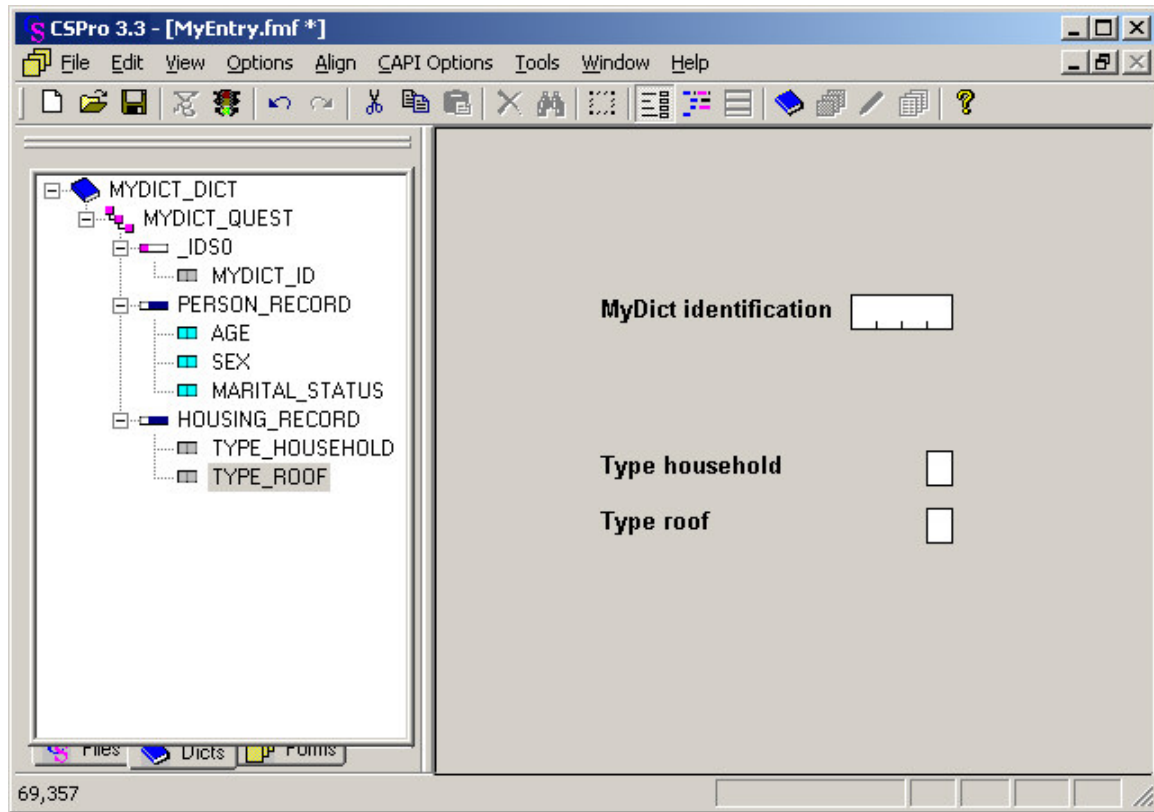 CSPro 3.3 - [MyEntry.fmf *]
File Edit View Options Align CAPI Options Tools Window Help
MYDICT_DICT
MYDICT_QUEST
_IDS0
MYDICT_ID
PERSON_RECORD
AGE
SEX
MARITAL_STATUS
HOUSING_RECORD
TYPE_HOUSEHOLD
TYPE_ROOF
MyDict identification
Type household
Type roof
Files Dicts Forms
69,357